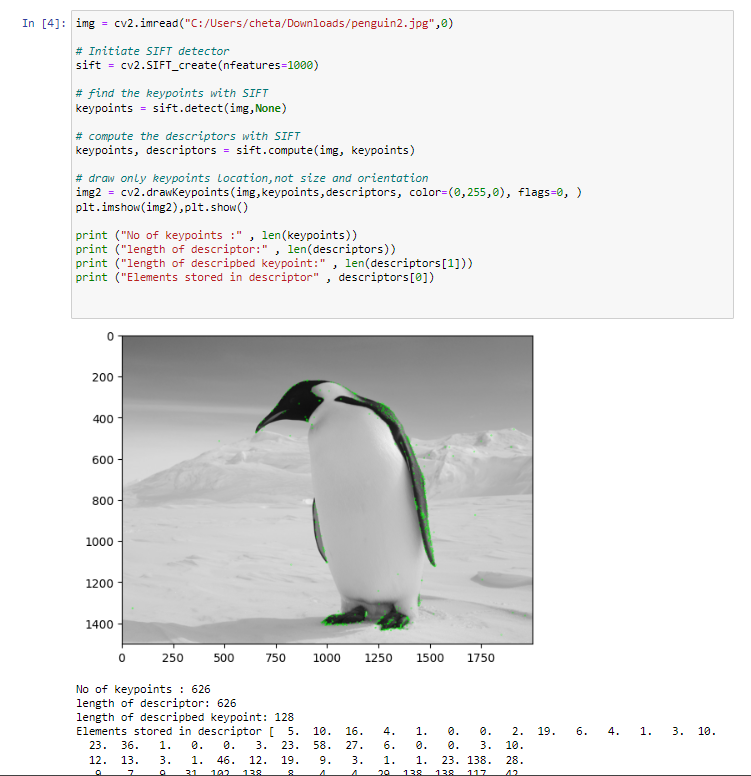 In [4]: img = cv2.imread("C:/Users/cheta/Downloads/penguin2.jpg",0)
# Initiate SIFT detector
sift = cv2.SIFT_create(nfeatures=1000)
# find the keypoints with SIFT
keypoints = sift.detect(img,None)
# compute the descriptors with SIFT
keypoints, descriptors = sift.compute(img, keypoints)
# draw only keypoints location,not size and orientation
img2 = cv2.drawKeypoints(img,keypoints,descriptors, color=(0,255,0), flags=0, )
plt.imshow(img2),plt.show()
print ("No of keypoints :" , len(keypoints))
print ("length of descriptor:" , len(descriptors))
print ("length of descripbed keypoint:" , len(descriptors[1]))
print ("Elements stored in descriptor" , descriptors[0])
0
200
400
600
800
1000
1200
1400
0 250 500 750 1000 1250 1500 1750
No of keypoints : 626
length of descriptor: 626
length of descripbed keypoint: 128
Elements stored in descriptor [ 5. 10. 16. 4. 1. 0. 0. 2. 19. 6. 4. 1. 3. 10.
23. 36. 1. 0. 0. 3. 23. 58. 27. 6. 0. 0. 3. 10.
12. 13. 3. 1. 46. 12. 19. 9. 3. 1. 1. 23. 138. 28.